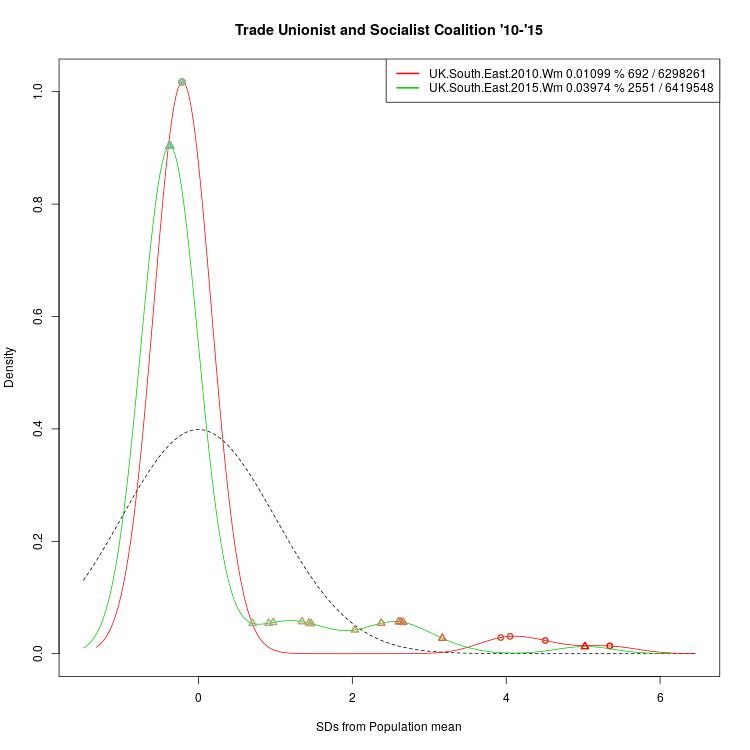 Trade Unionist and Socialist Coalition '10-'15
UK.South.East.2010.Wm 0.01099 % 692 / 6298261
UK.South.East.2015.Wm 0.03974 % 2551 / 6419548
Density
1.0
0.8
0.6
0.4
0.2
0.0
0 2 4 6
SDs from Population mean